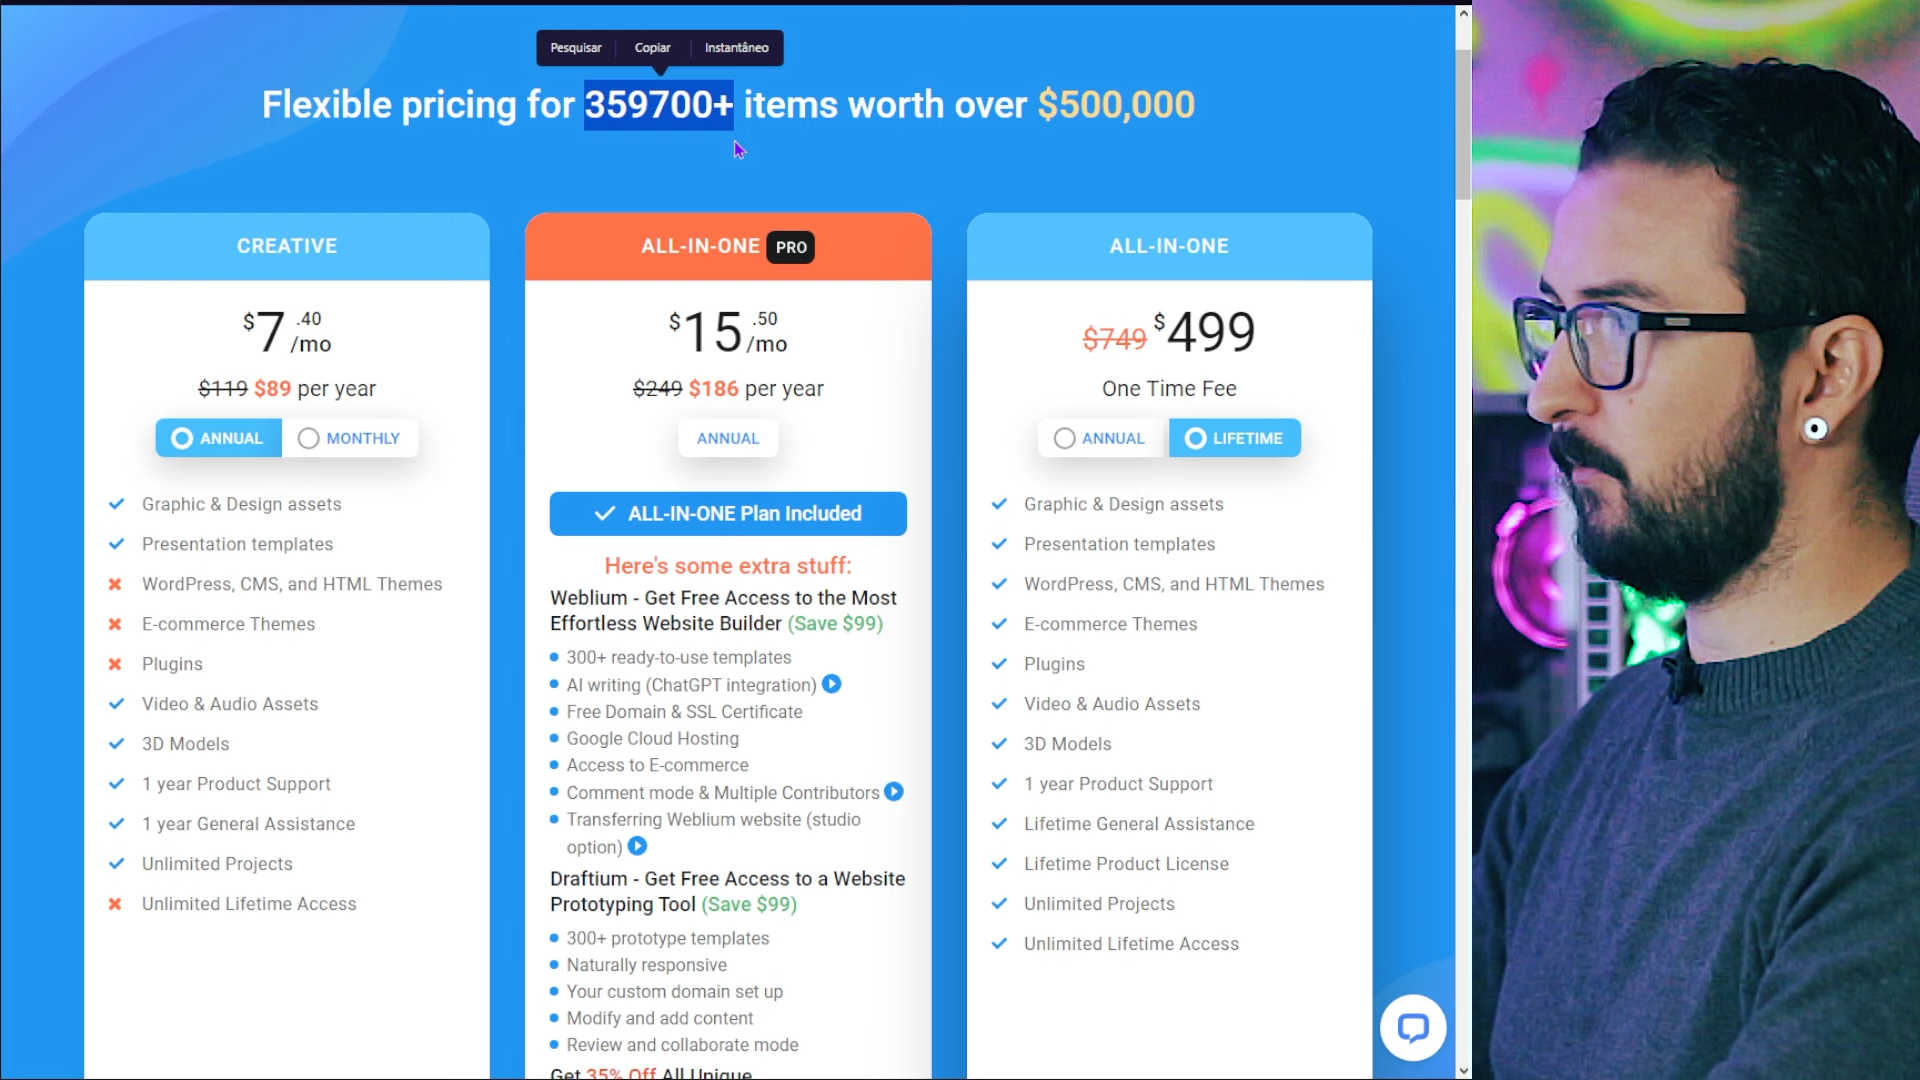 Pesquisar Copiar Instantâneo
Flexible pricing for 359700+ items worth over $500,000
CREATIVE
$7.40/mo
$119 $89 per year
ANNUAL MONTHLY
Graphic & Design assets
Presentation templates
WordPress, CMS, and HTML Themes
E-commerce Themes
Plugins
Video & Audio Assets
3D Models
1 year Product Support
1 year General Assistance
Unlimited Projects
Unlimited Lifetime Access
ALL-IN-ONE PRO
$15.50/mo
$249 $186 per year
ANNUAL
ALL-IN-ONE Plan Included
Here's some extra stuff:
Weblium - Get Free Access to the Most
Effortless Website Builder (Save $99)
300+ ready-to-use templates
AI writing (ChatGPT integration)
Free Domain & SSL Certificate
Google Cloud Hosting
Access to E-commerce
Comment mode & Multiple Contributors
Transferring Weblium website (studio
option)
Draftium - Get Free Access to a Website
Prototyping Tool (Save $99)
300+ prototype templates
Naturally responsive
Your custom domain set up
Modify and add content
Review and collaborate mode
Get 35% Off All Unique
ALL-IN-ONE
$749 $499
One Time Fee
ANNUAL LIFETIME
Graphic & Design assets
Presentation templates
WordPress, CMS, and HTML Themes
E-commerce Themes
Plugins
Video & Audio Assets
3D Models
1 year Product Support
Lifetime General Assistance
Lifetime Product License
Unlimited Projects
Unlimited Lifetime Access